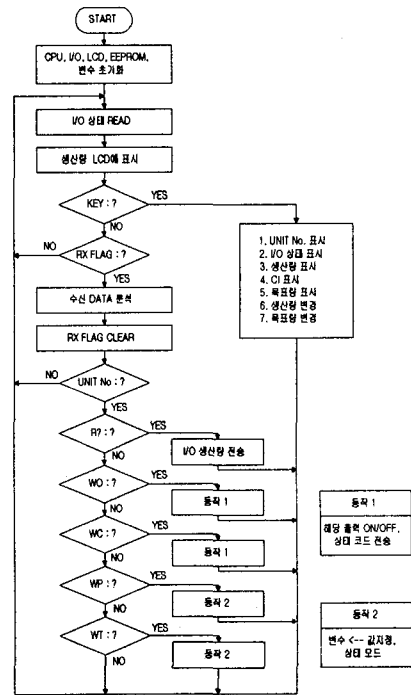 START
CPU, I/O, LCD, EEPROM,
변수 초기화
I/O 상태 READ
생산량 LCD에 표시
KEY : ?
YES
NO
1. UNIT No. 표시
2. I/O 상태 표시
3. 생산량 표시
4. CI 표시
5. 목표량 표시
6. 생산량 변경
7. 목표량 변경
RX FLAG : ?
NO
YES
수신 DATA 분석
RX FLAG CLEAR
UNIT No : ?
NO
YES
R? : ?
YES
NO
I/O 생산량 전송
WO : ?
YES
NO
동작 1
WC : ?
YES
NO
동작 1
WP : ?
YES
NO
동작 2
WT : ?
YES
NO
동작 2
동작 1
해당 출력 ON/OFF,
상태 코드 전송
동작 2
변수 <-- 값지정,
상태 모드